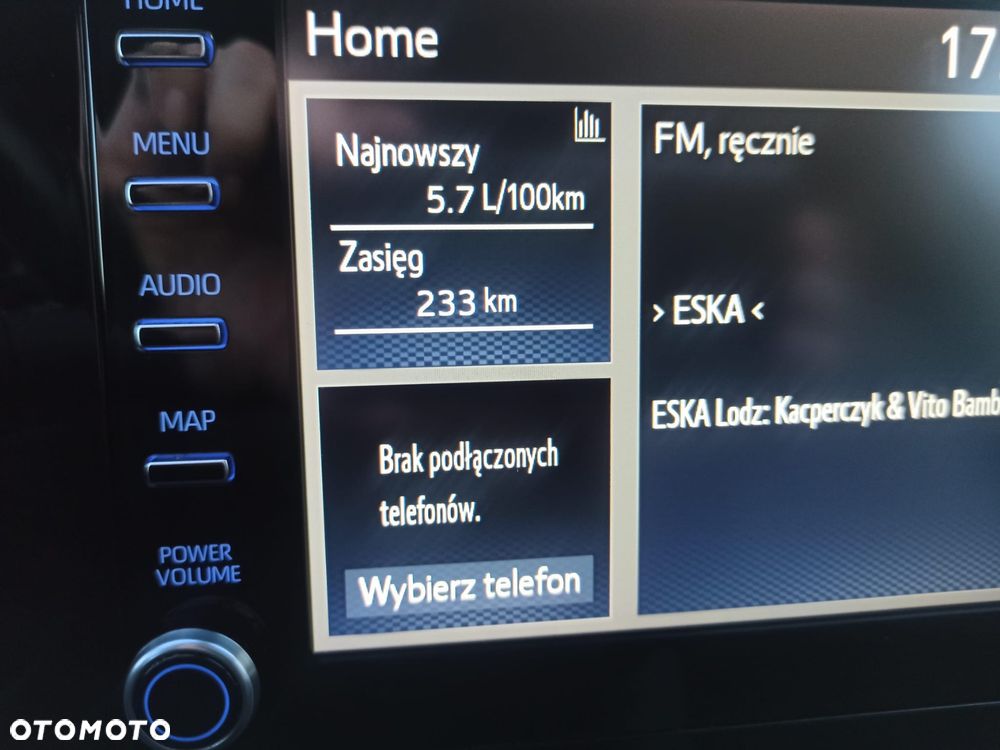 HOME
MENU
AUDIO
MAP
POWER
VOLUME
Home
17
Najnowszy
5.7 L/100km
Zasięg
233 km
Brak podłączonych
telefonów.
Wybierz telefon
FM, ręcznie
> ESKA <
ESKA Lodz: Kacperczyk & Vito Bamb
OTOMOTO